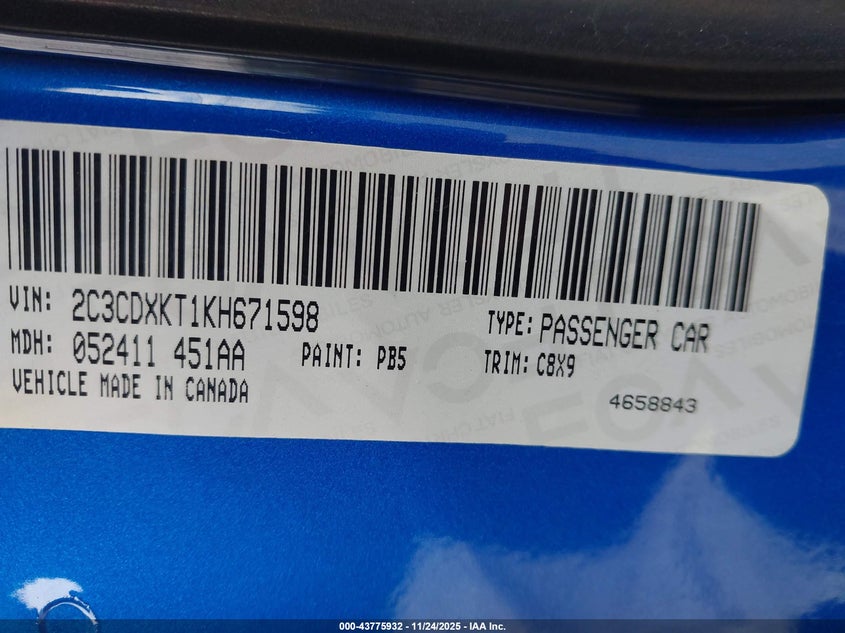 VIN: 2C3CDXKT1KH671598 TYPE: PASSENGER CAR
MDH: 052411 451AA PAINT: PB5 TRIM: C8X9
VEHICLE MADE IN CANADA 4658843
000-43775932 - 11/24/2025 - IAA Inc.